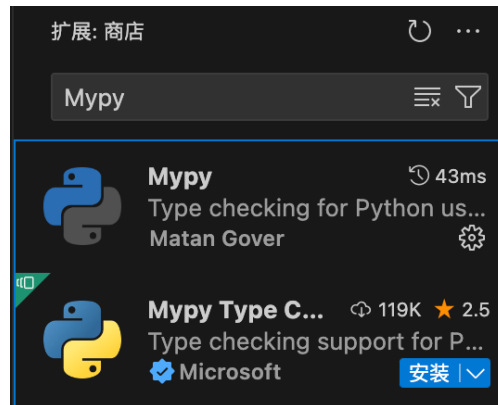 扩展: 商店
Mypy
Mypy 43ms
Type checking for Python us...
Matan Gover
Mypy Type C... 119K 2.5
Type checking support for P...
Microsoft 安装